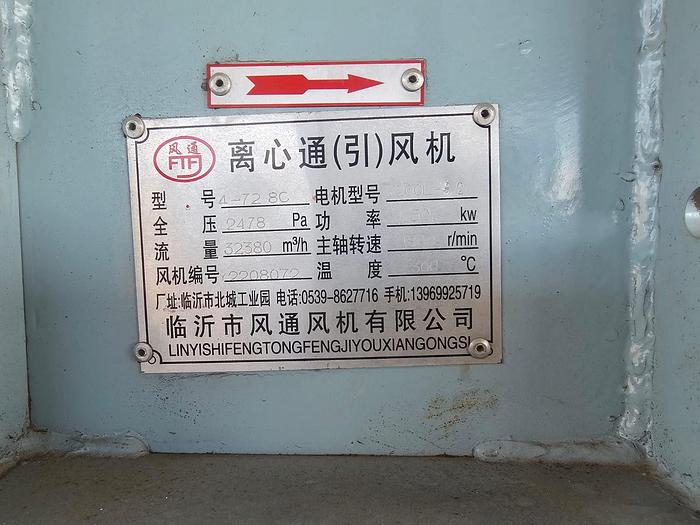 风通
FTFJ
离心通(引)风机
型 号 4-72 8C 电机型号
全 压 2478 Pa 功 率 kw
流 量 32380 m³/h 主轴转速 r/min
风机编号 2208072 温 度 ℃
厂址:临沂市北城工业园 电话:0539-8627716 手机:13969925719
临沂市风通风机有限公司
LINYISHIFENGTONGFENGJIYOUXIANGONGSI